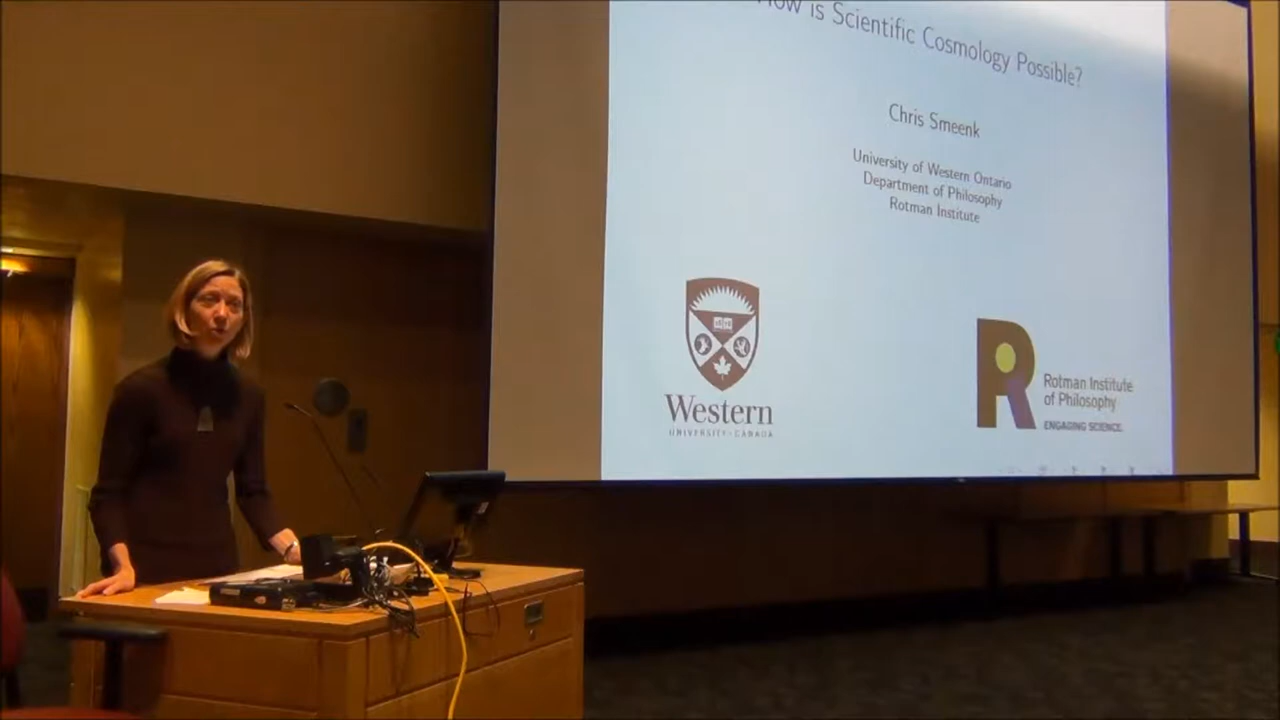 How is Scientific Cosmology Possible?
Chris Smeenk
University of Western Ontario
Department of Philosophy
Rotman Institute
Western
UNIVERSITY · CANADA
R
Rotman Institute
of Philosophy
ENGAGING SCIENCE.